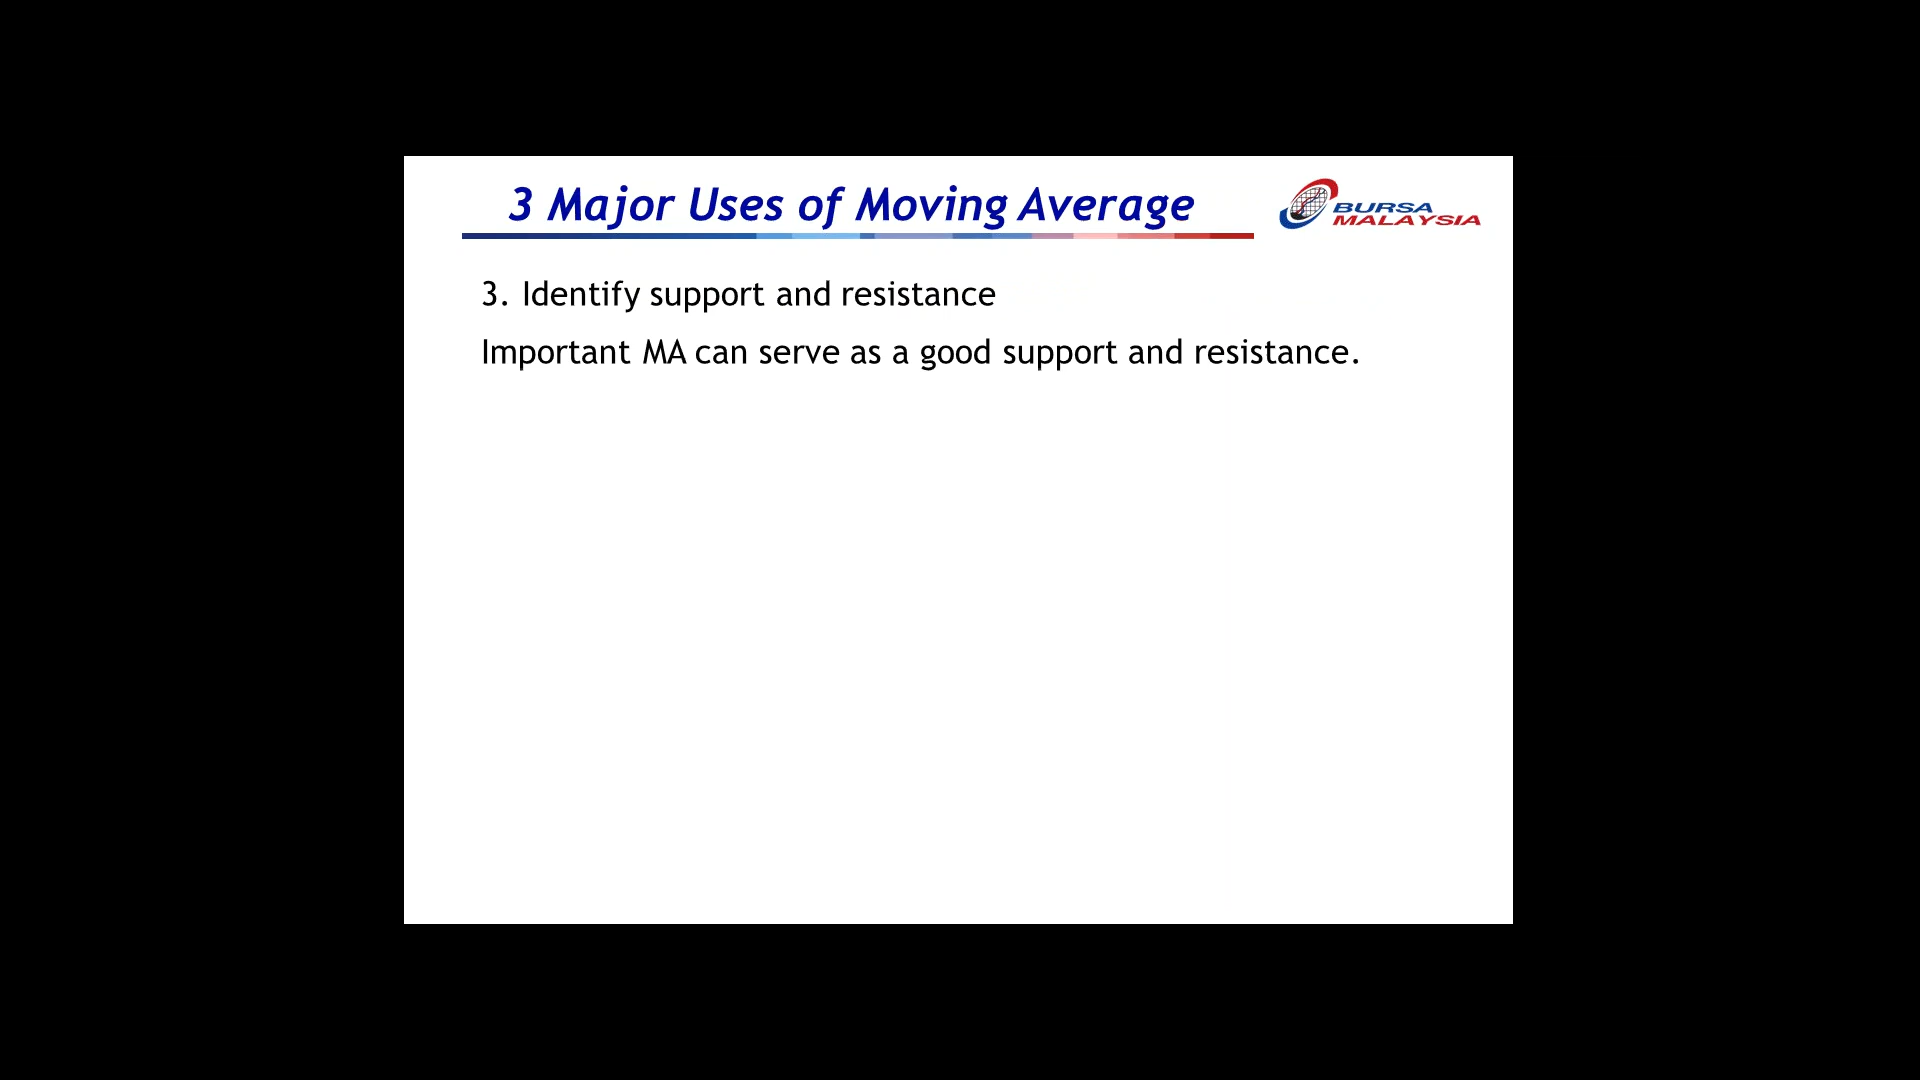 3 Major Uses of Moving Average
BURSA
MALAYSIA
3. Identify support and resistance
Important MA can serve as a good support and resistance.